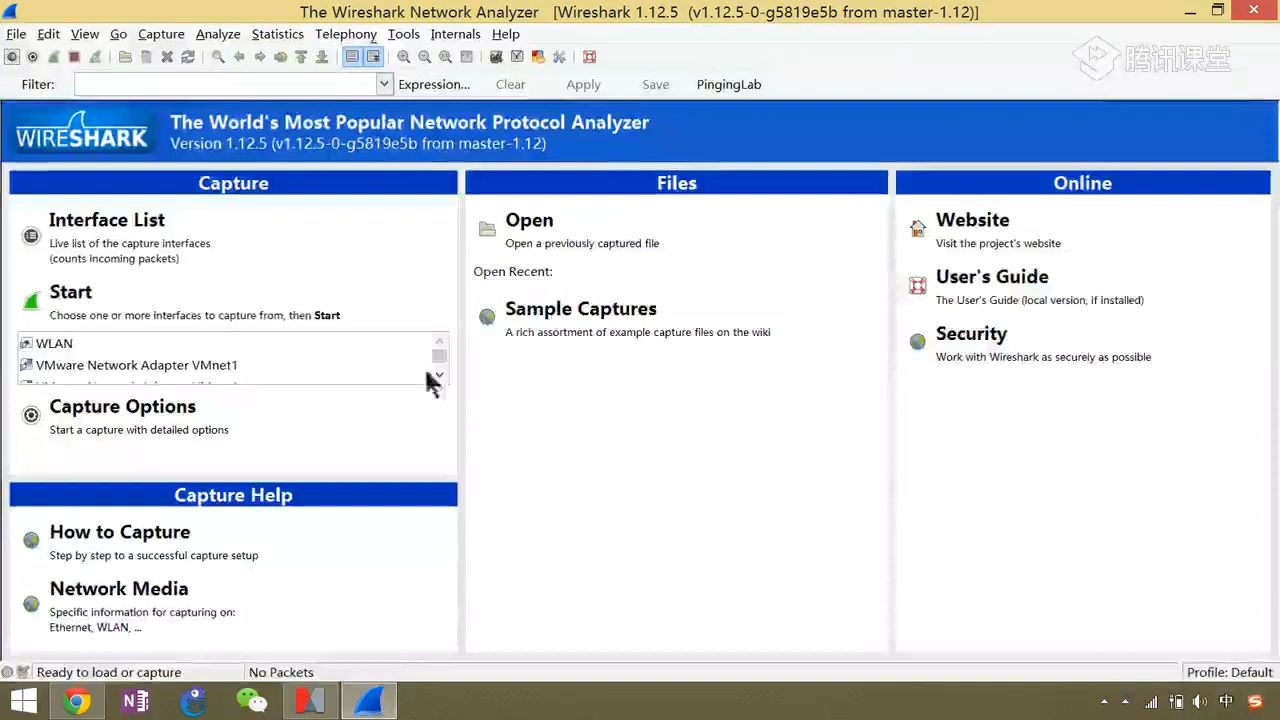 The Wireshark Network Analyzer [Wireshark 1.12.5 (v1.12.5-0-g5819e5b from master-1.12)]
File Edit View Go Capture Analyze Statistics Telephony Tools Internals Help
腾讯课堂
Filter: Expression... Clear Apply Save PingingLab
WIRESHARK
The World's Most Popular Network Protocol Analyzer
Version 1.12.5 (v1.12.5-0-g5819e5b from master-1.12)
Capture
Interface List
Live list of the capture interfaces
(counts incoming packets)
Start
Choose one or more interfaces to capture from, then Start
WLAN
VMware Network Adapter VMnet1
Capture Options
Start a capture with detailed options
Capture Help
How to Capture
Step by step to a successful capture setup
Network Media
Specific information for capturing on:
Ethernet, WLAN, ...
Files
Open
Open a previously captured file
Open Recent:
Sample Captures
A rich assortment of example capture files on the wiki
Online
Website
Visit the project's website
User's Guide
The User's Guide (local version, if installed)
Security
Work with Wireshark as securely as possible
Ready to load or capture
No Packets
Profile: Default
中